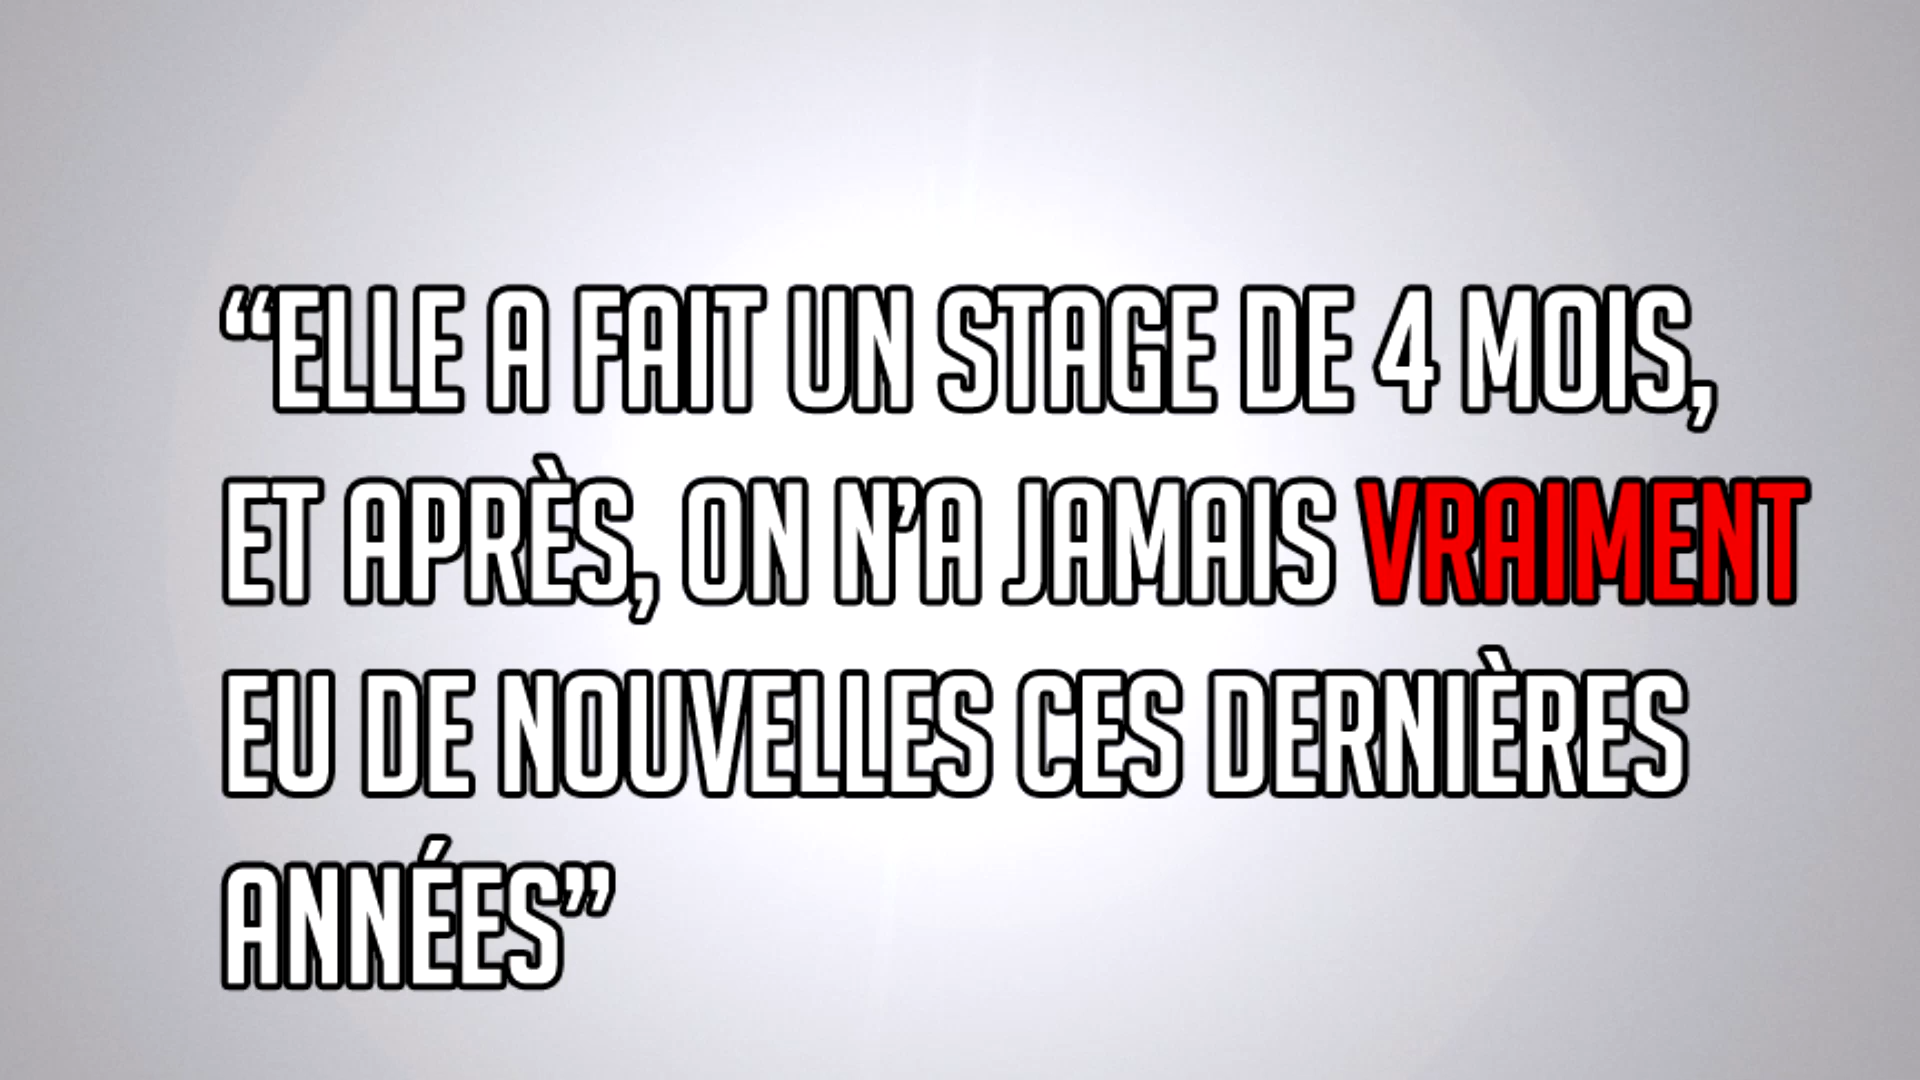 “ELLE A FAIT UN STAGE DE 4 MOIS,
ET APRÈS, ON N’A JAMAIS VRAIMENT
EU DE NOUVELLES CES DERNIÈRES
ANNÉES”